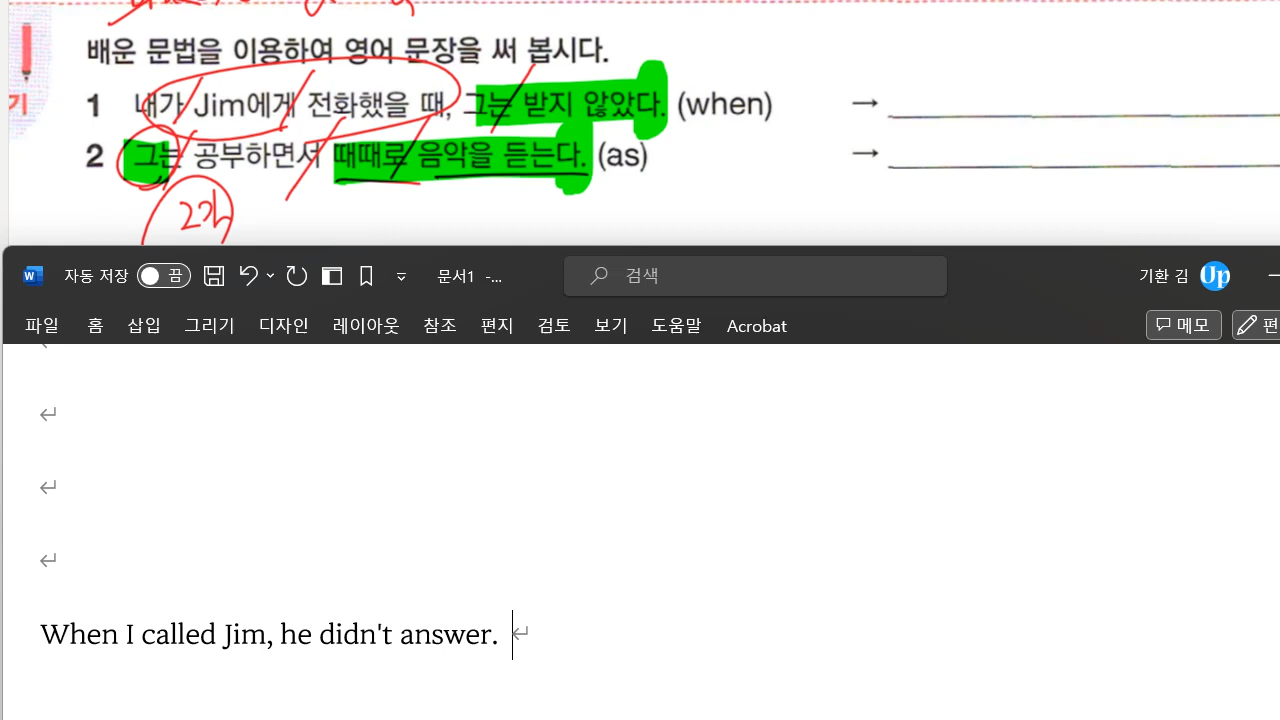 배운 문법을 이용하여 영어 문장을 써 봅시다.
기
1 내가 Jim에게 전화했을 때, 그는 받지 않았다. (when) →
2 그는 공부하면서 때때로 음악을 듣는다. (as) →
2개
자동 저장 끔 문서1 -... 검색 기환 김 Up
파일 홈 삽입 그리기 디자인 레이아웃 참조 편지 검토 보기 도움말 Acrobat 메모 편
When I called Jim, he didn't answer.